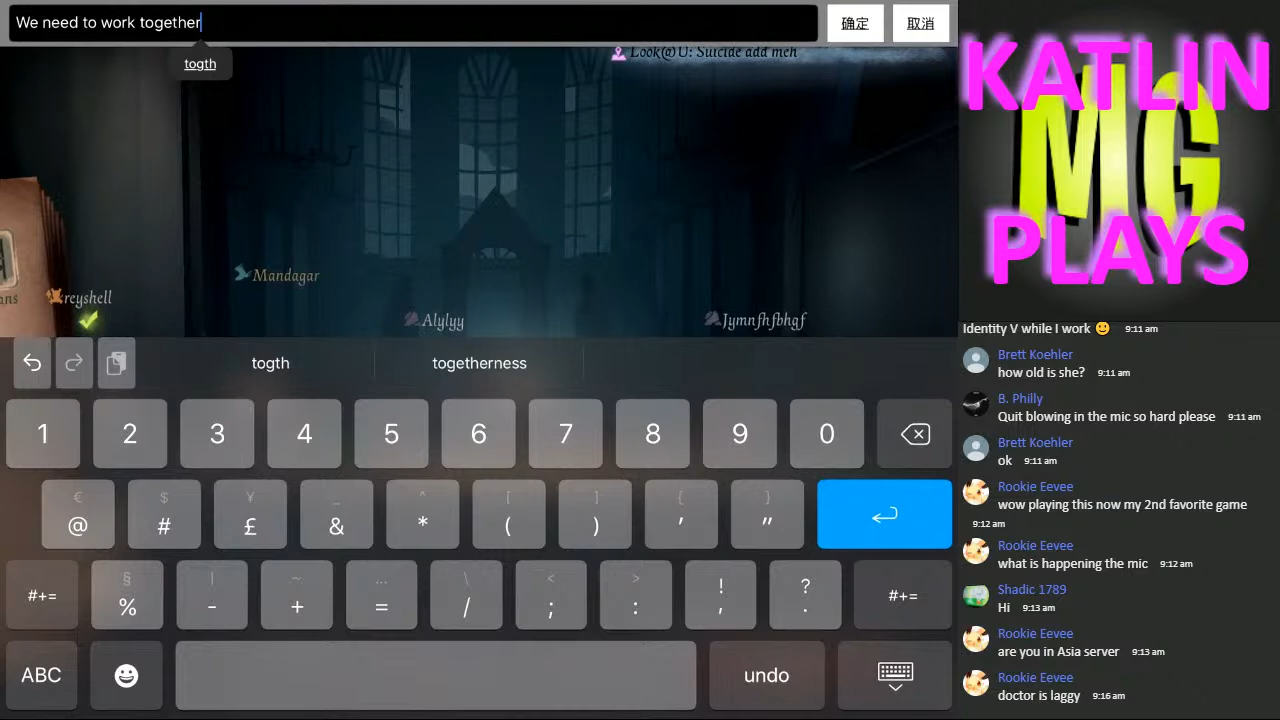 We need to work together
确定
取消
togth
Look@U: Suicide add meh
KATLIN
MG
PLAYS
Mandagar
reyshell
ans
Alylyy
Jymnfhfbhgf
togth
togetherness
1 2 3 4 5 6 7 8 9 0
€ $ ¥ _ ^ [ ] { }
@ # £ & * ( ) ' "
§ | ~ … \ < > ! ?
#+= % - + = / ; : , . #+=
ABC
undo
Identity V while I work 🙂 9:11 am
Brett Koehler
how old is she? 9:11 am
B. Philly
Quit blowing in the mic so hard please 9:11 am
Brett Koehler
ok 9:11 am
Rookie Eevee
wow playing this now my 2nd favorite game
9:12 am
Rookie Eevee
what is happening the mic 9:12 am
Shadic 1789
Hi 9:13 am
Rookie Eevee
are you in Asia server 9:13 am
Rookie Eevee
doctor is laggy 9:16 am